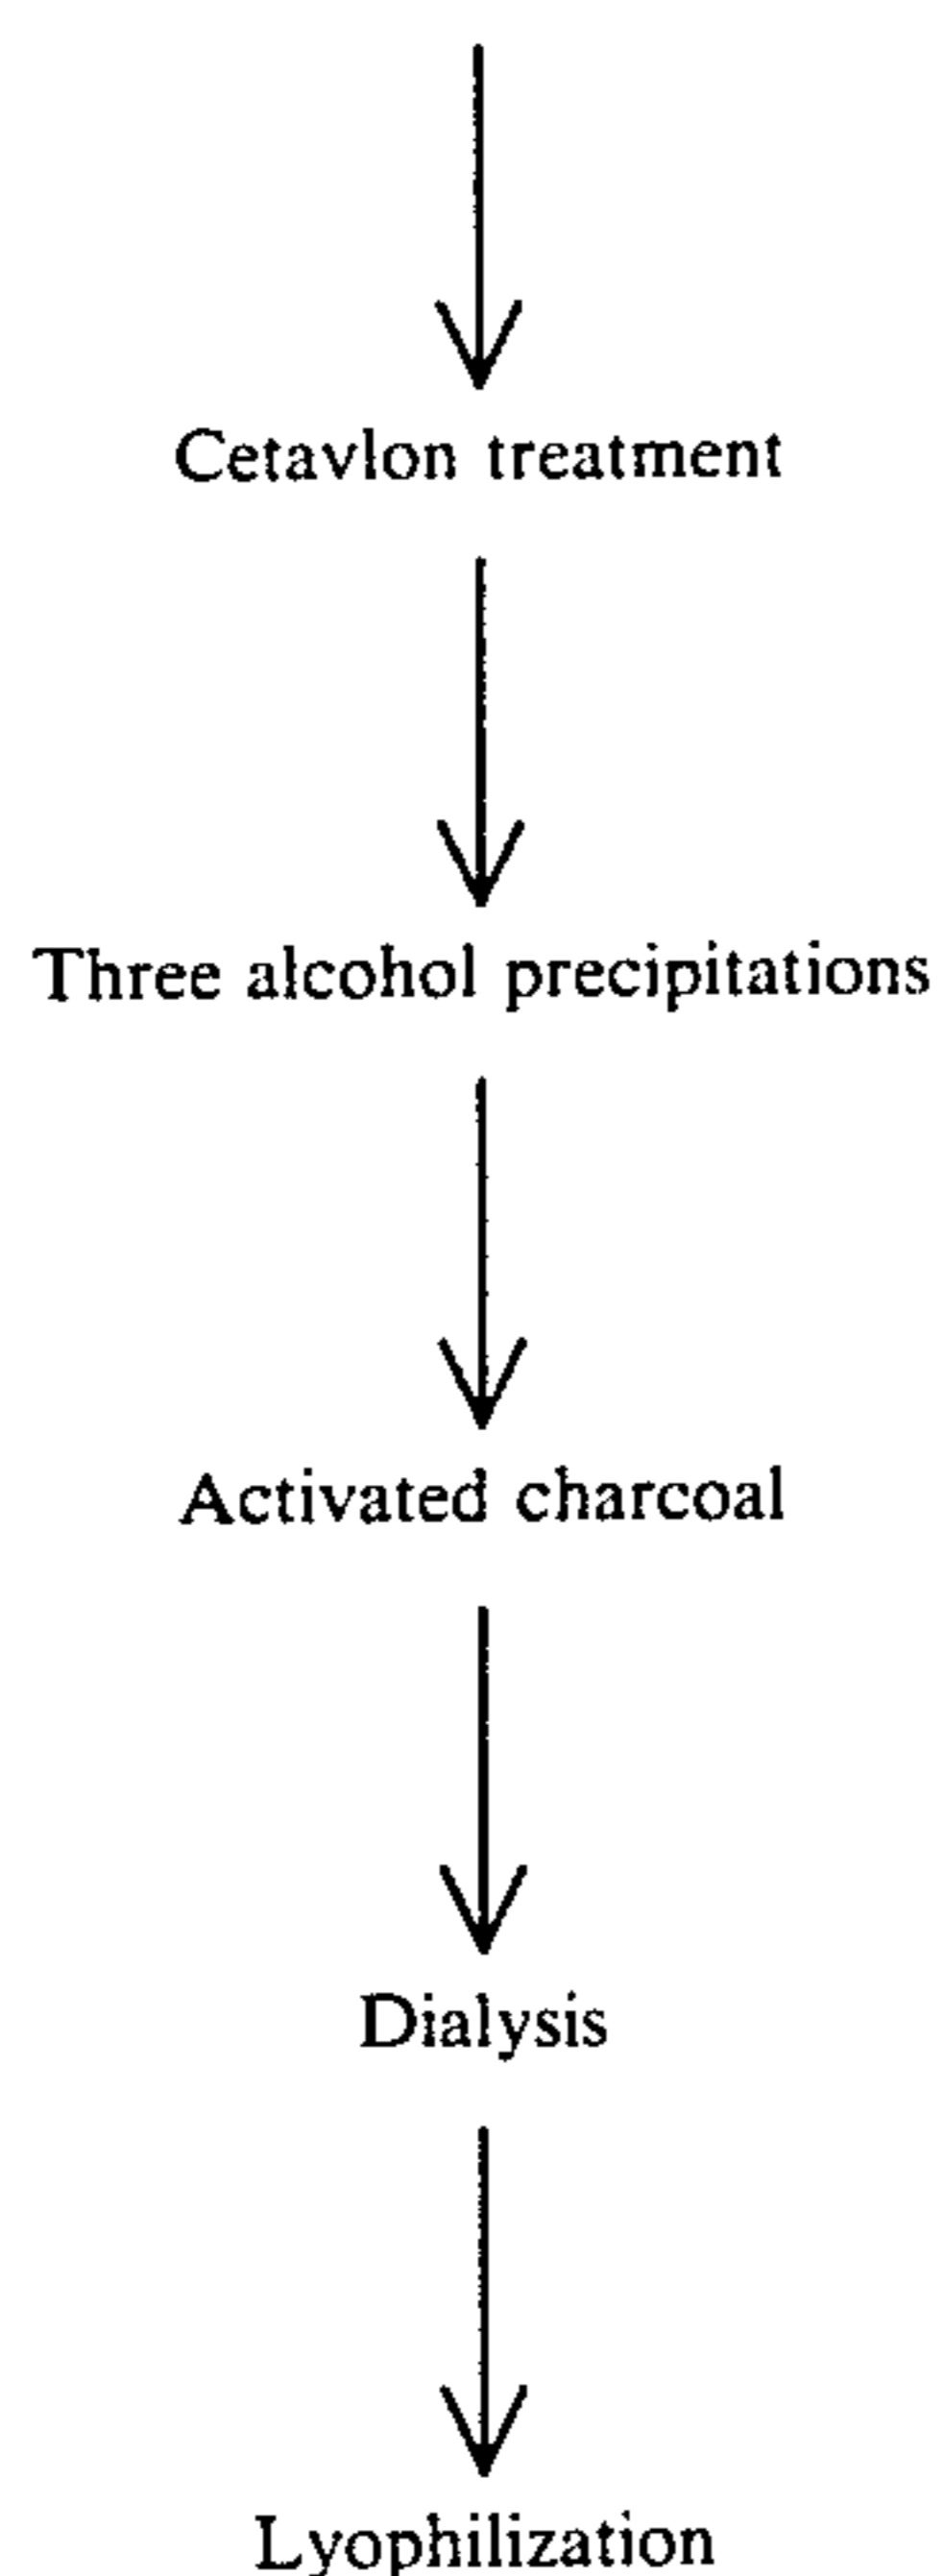 Cetavlon treatment
Three alcohol precipitations
Activated charcoal
Dialysis
Lyophilization